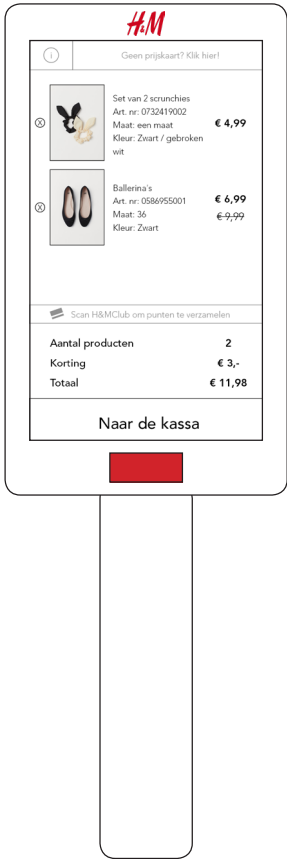 H&M
i
Geen prijskaart? Klik hier!
Set van 2 scrunchies
Art. nr: 0732419002
Maat: een maat
Kleur: Zwart / gebroken
wit
€ 4,99
X
Ballerina's
Art. nr: 0586955001
Maat: 36
Kleur: Zwart
€ 6,99
€ 9,99
X
Scan H&MClub om punten te verzamelen
Aantal producten 2
Korting € 3,-
Totaal € 11,98
Naar de kassa